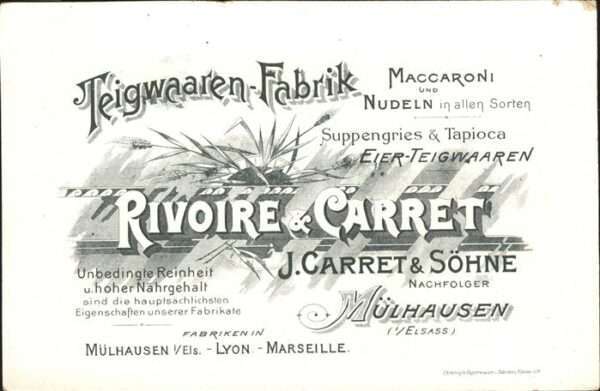 Teigwaaren-Fabrik
MACCARONI
UND
NUDELN in allen Sorten
Suppengries & Tapioca
EIER-TEIGWAAREN
RIVOIRE & CARRET
J. CARRET & SÖHNE
NACHFOLGER
MÜLHAUSEN
(I/ELSASS)
Unbedingte Reinheit
u. hoher Nährgehalt
sind die hauptsächlichsten
Eigenschaften unserer Fabrikate
FABRIKEN IN
MÜLHAUSEN I/Els. - LYON - MARSEILLE.